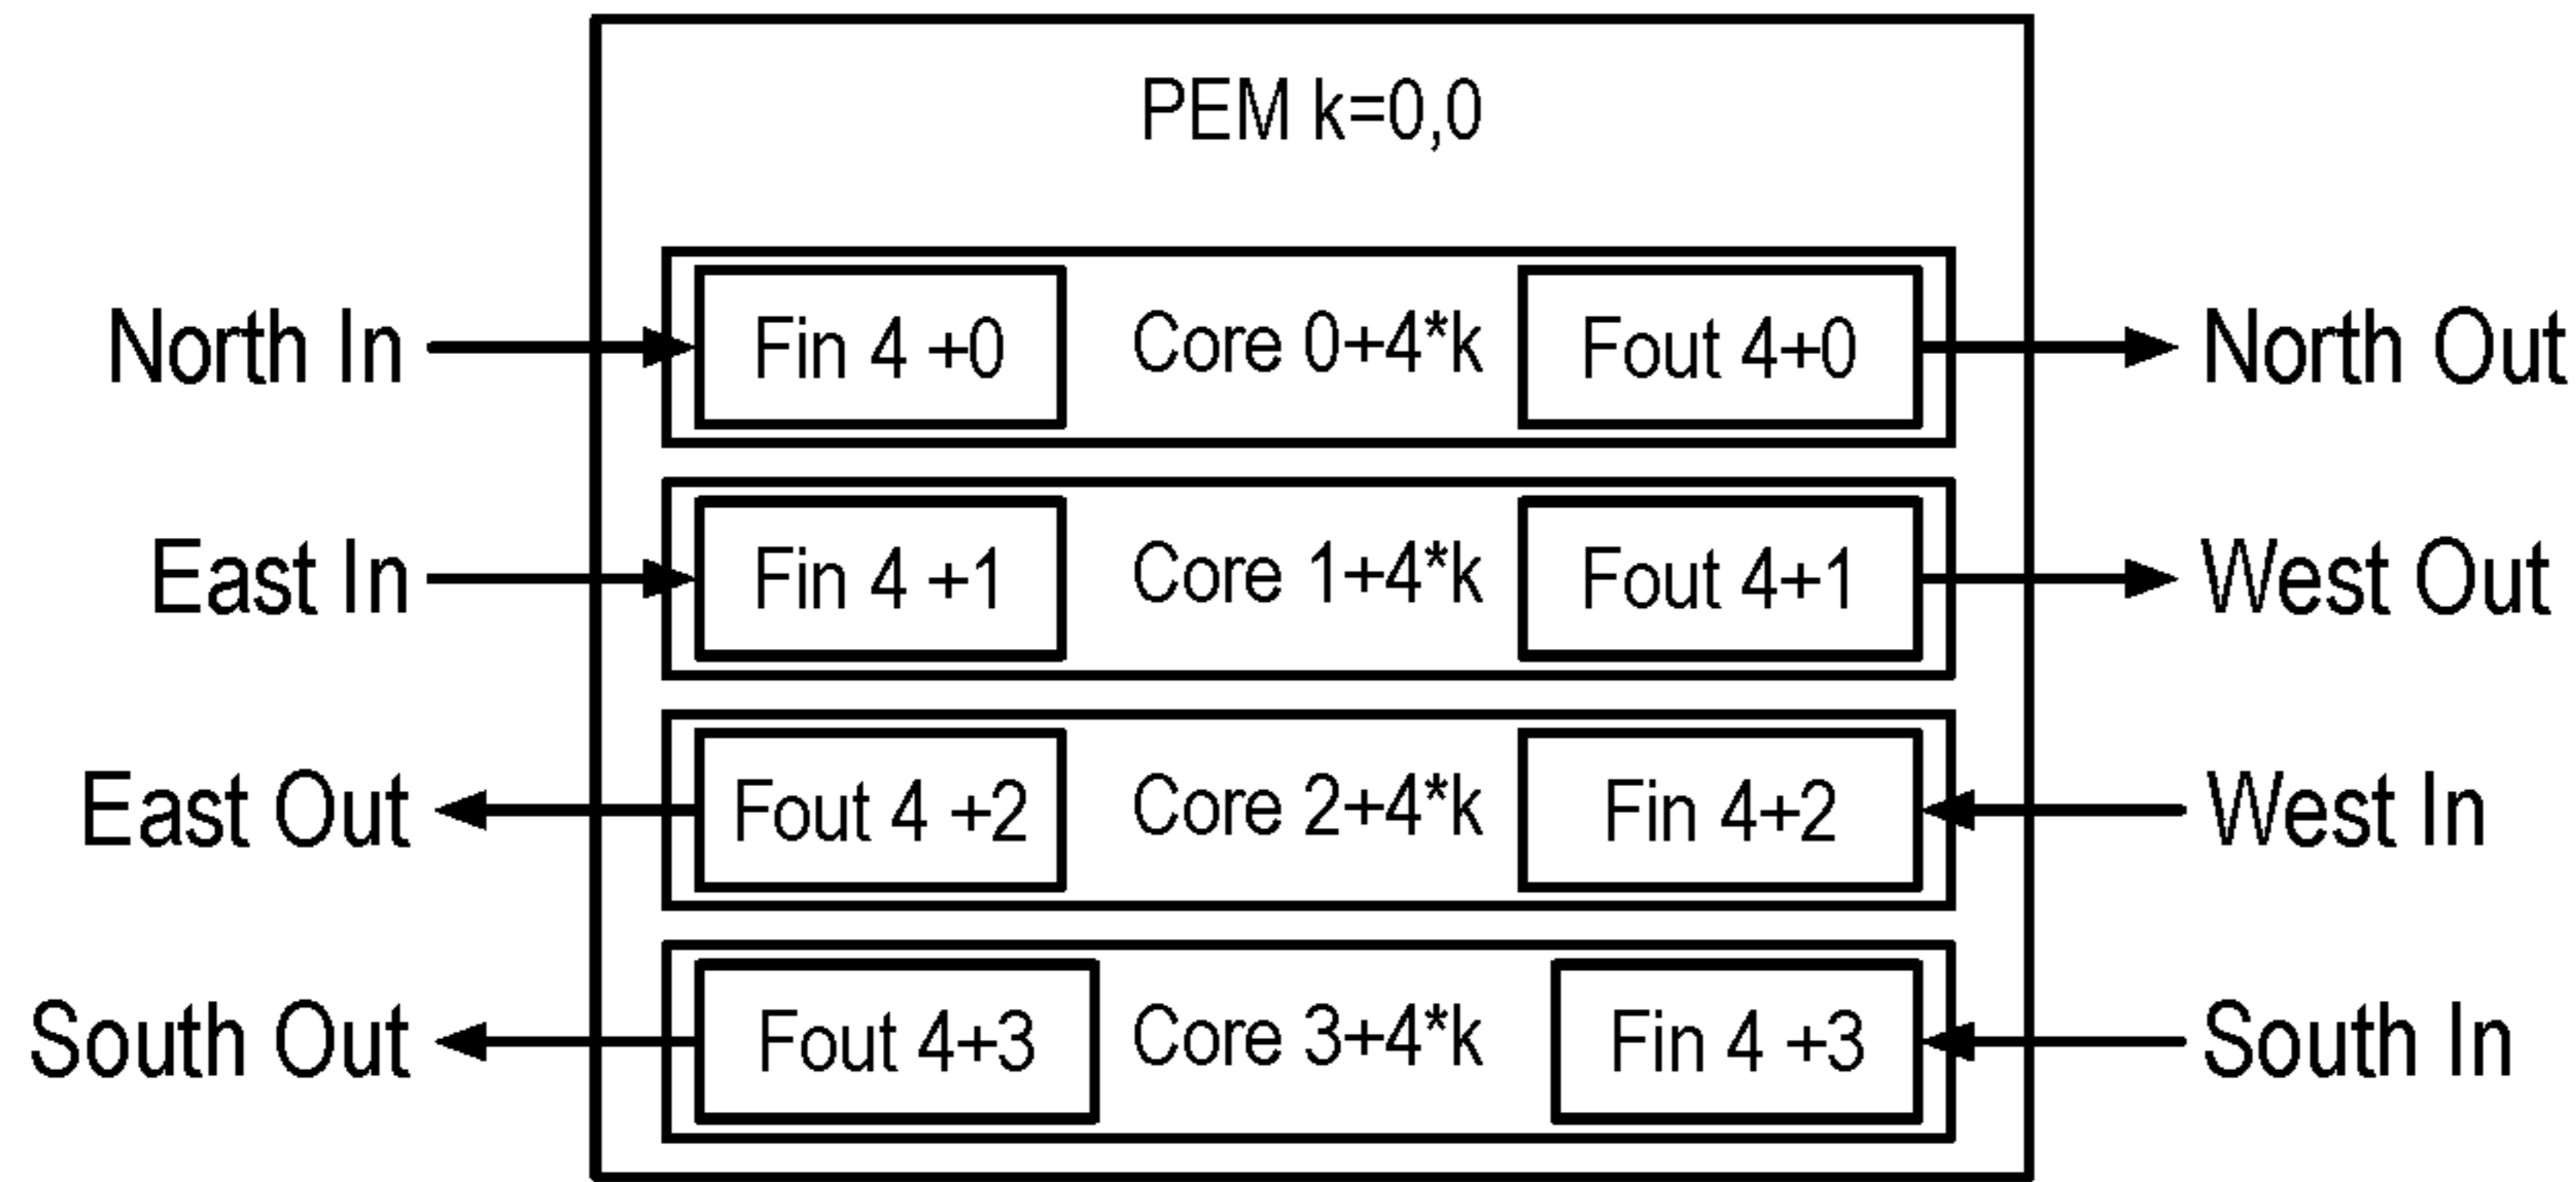 PEM k=0,0
North In
Fin 4 +0
Core 0+4*k
Fout 4+0
North Out
East In
Fin 4 +1
Core 1+4*k
Fout 4+1
West Out
East Out
Fout 4 +2
Core 2+4*k
Fin 4+2
West In
South Out
Fout 4+3
Core 3+4*k
Fin 4 +3
South In